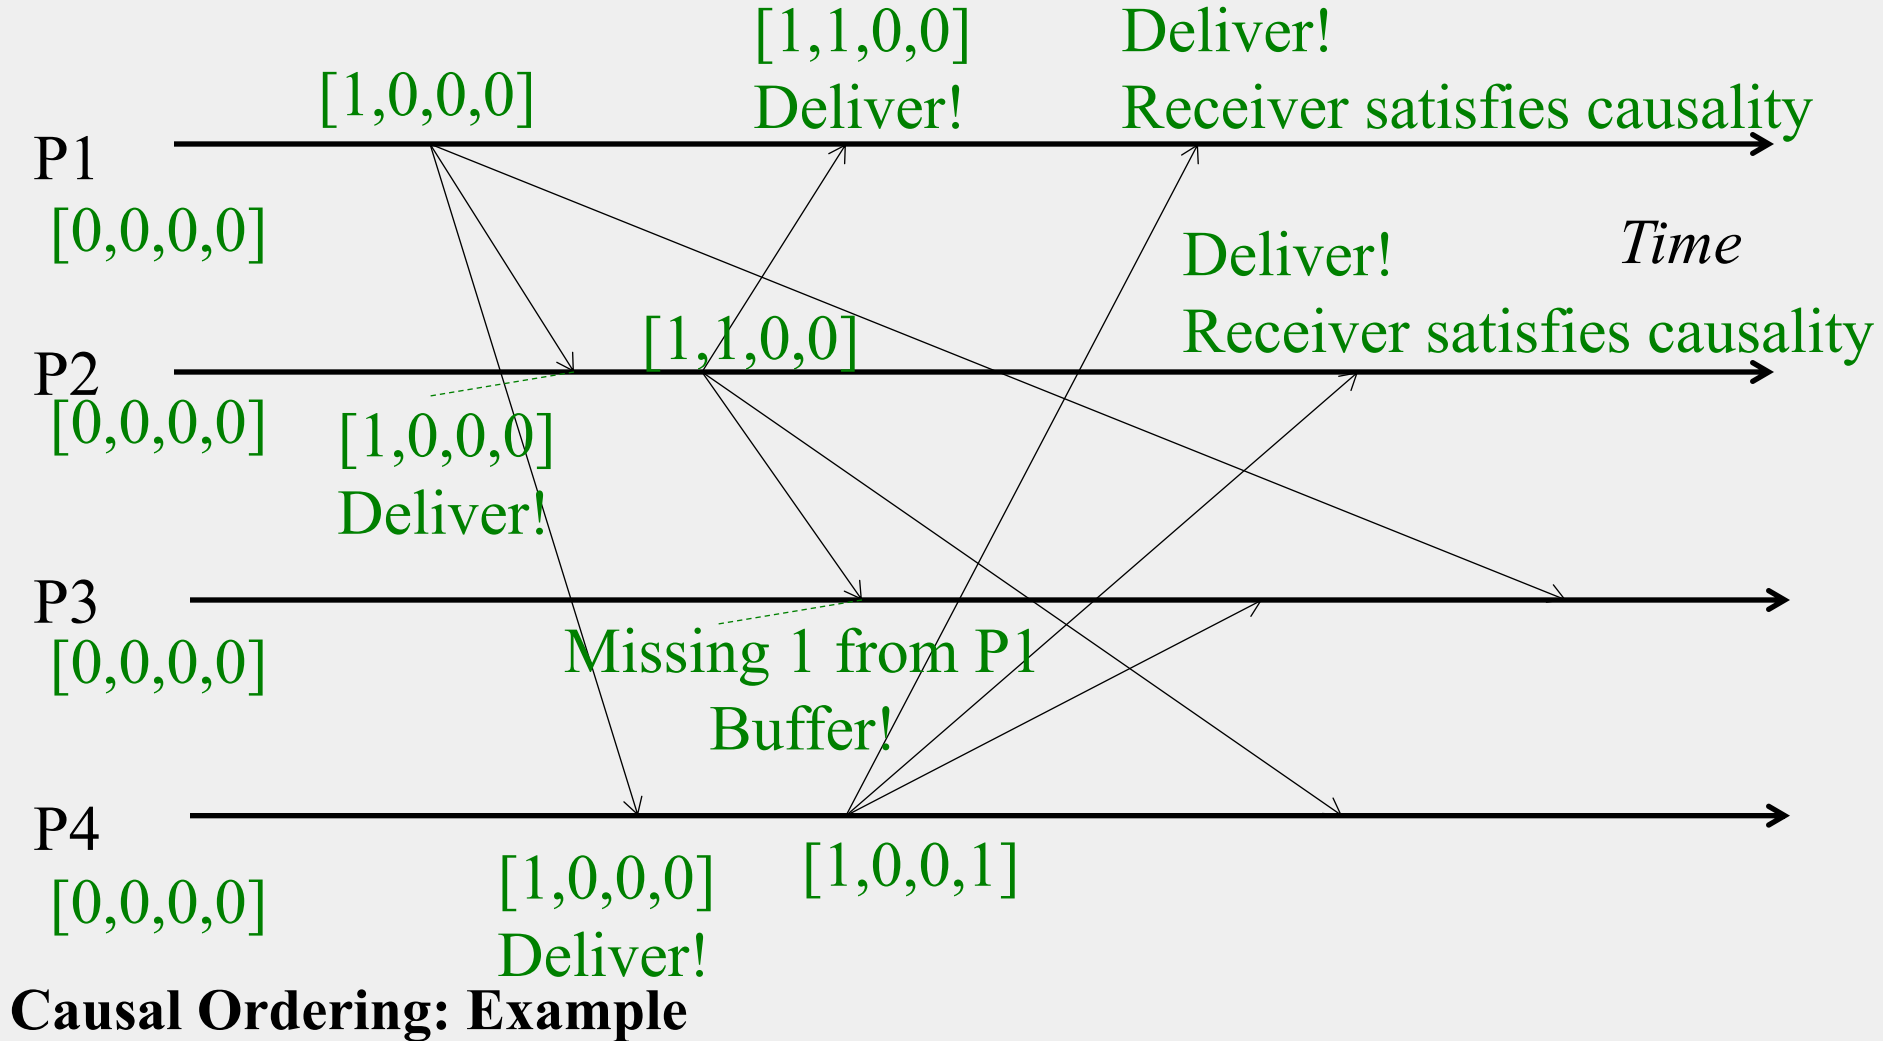 [1,1,0,0]
Deliver!
Deliver!
Receiver satisfies causality
[1,0,0,0]
P1
[0,0,0,0]
Time
Deliver!
Receiver satisfies causality
[1,1,0,0]
P2
[0,0,0,0]
[1,0,0,0]
Deliver!
P3
[0,0,0,0]
Missing 1 from P1
Buffer!
P4
[0,0,0,0]
[1,0,0,0]
Deliver!
[1,0,0,1]
Causal Ordering: Example